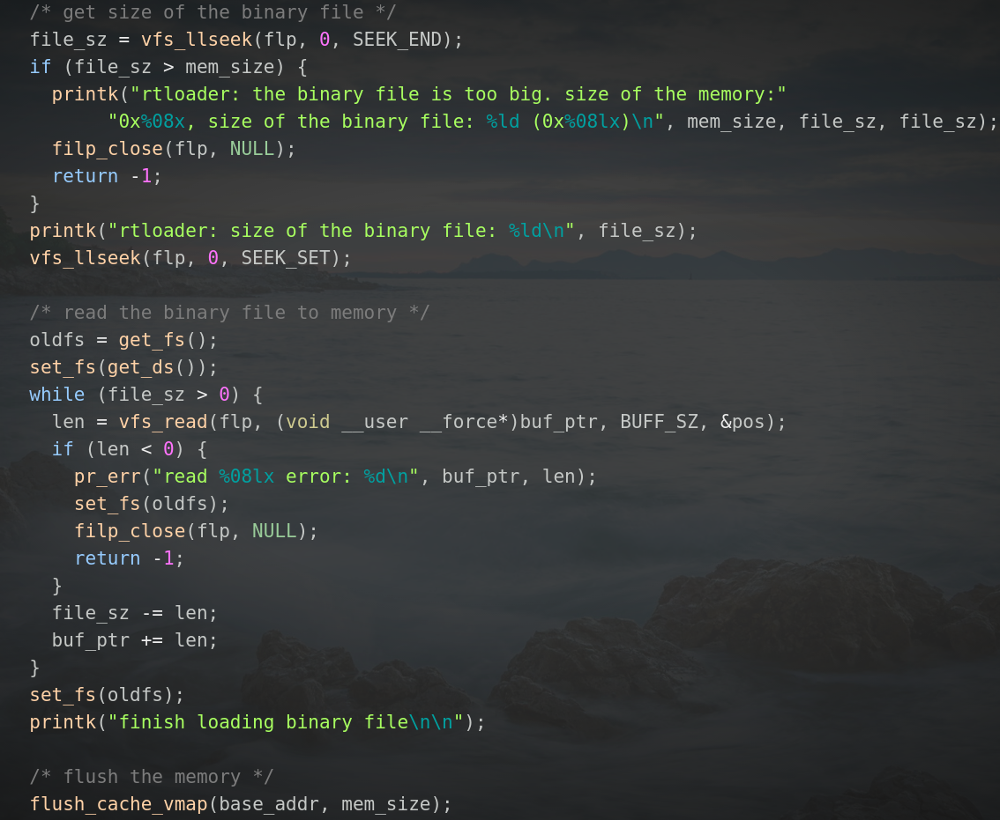 /* get size of the binary file */
file_sz = vfs_llseek(flp, 0, SEEK_END);
if (file_sz > mem_size) {
  printk("rtloader: the binary file is too big. size of the memory:"
       "0x%08x, size of the binary file: %ld (0x%08lx)\n", mem_size, file_sz, file_sz);
  filp_close(flp, NULL);
  return -1;
}
printk("rtloader: size of the binary file: %ld\n", file_sz);
vfs_llseek(flp, 0, SEEK_SET);

/* read the binary file to memory */
oldfs = get_fs();
set_fs(get_ds());
while (file_sz > 0) {
  len = vfs_read(flp, (void __user __force*)buf_ptr, BUFF_SZ, &pos);
  if (len < 0) {
    pr_err("read %08lx error: %d\n", buf_ptr, len);
    set_fs(oldfs);
    filp_close(flp, NULL);
    return -1;
  }
  file_sz -= len;
  buf_ptr += len;
}
set_fs(oldfs);
printk("finish loading binary file\n\n");

/* flush the memory */
flush_cache_vmap(base_addr, mem_size);